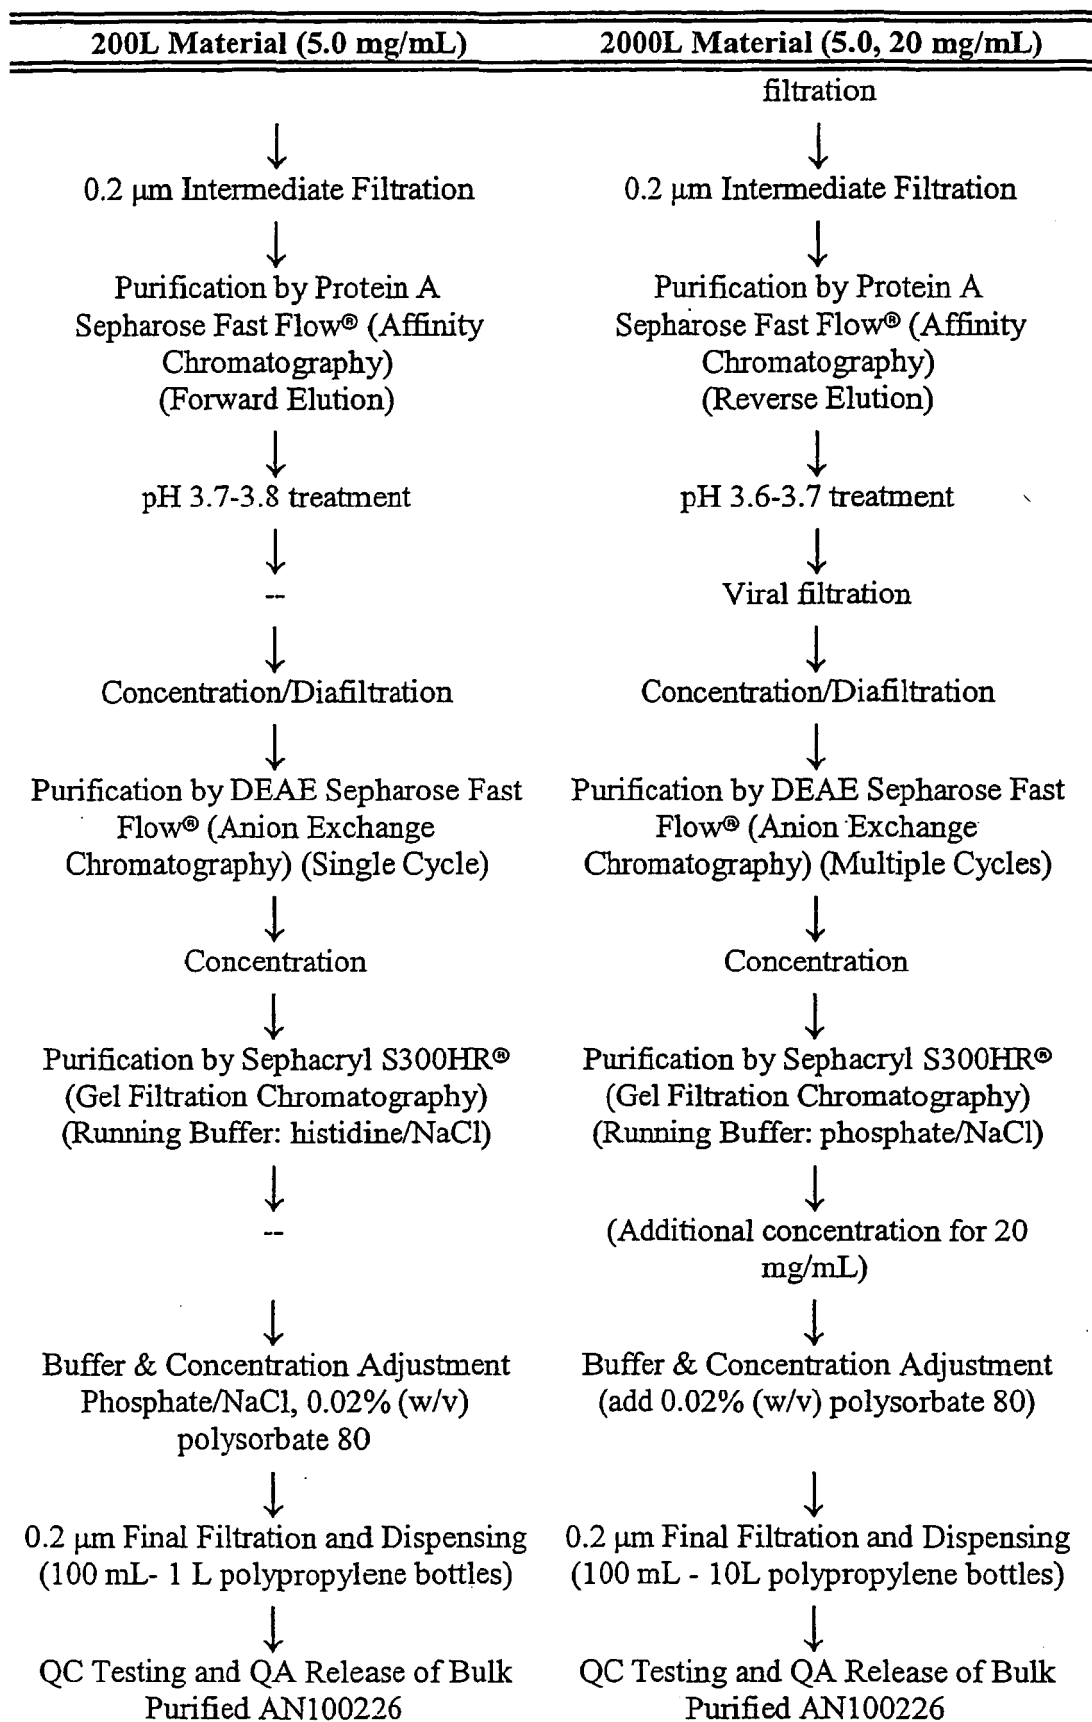 200L Material (5.0 mg/mL)
2000L Material (5.0, 20 mg/mL)
filtration
0.2 µm Intermediate Filtration
0.2 µm Intermediate Filtration
Purification by Protein A
Sepharose Fast Flow® (Affinity
Chromatography)
(Forward Elution)
Purification by Protein A
Sepharose Fast Flow® (Affinity
Chromatography)
(Reverse Elution)
pH 3.7-3.8 treatment
pH 3.6-3.7 treatment
--
Viral filtration
Concentration/Diafiltration
Concentration/Diafiltration
Purification by DEAE Sepharose Fast
Flow® (Anion Exchange
Chromatography) (Single Cycle)
Purification by DEAE Sepharose Fast
Flow® (Anion Exchange
Chromatography) (Multiple Cycles)
Concentration
Concentration
Purification by Sephacryl S300HR®
(Gel Filtration Chromatography)
(Running Buffer: histidine/NaCl)
Purification by Sephacryl S300HR®
(Gel Filtration Chromatography)
(Running Buffer: phosphate/NaCl)
--
(Additional concentration for 20
mg/mL)
Buffer & Concentration Adjustment
Phosphate/NaCl, 0.02% (w/v)
polysorbate 80
Buffer & Concentration Adjustment
(add 0.02% (w/v) polysorbate 80)
0.2 µm Final Filtration and Dispensing
(100 mL- 1 L polypropylene bottles)
0.2 µm Final Filtration and Dispensing
(100 mL - 10L polypropylene bottles)
QC Testing and QA Release of Bulk
Purified AN100226
QC Testing and QA Release of Bulk
Purified AN100226